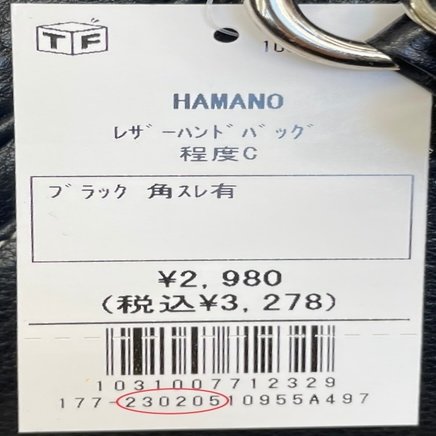 TF
HAMANO
レザーハンドバッグ
程度C
ブラック 角スレ有
¥2,980
(税込¥3,278)
1031007712329
177-23020510955A497